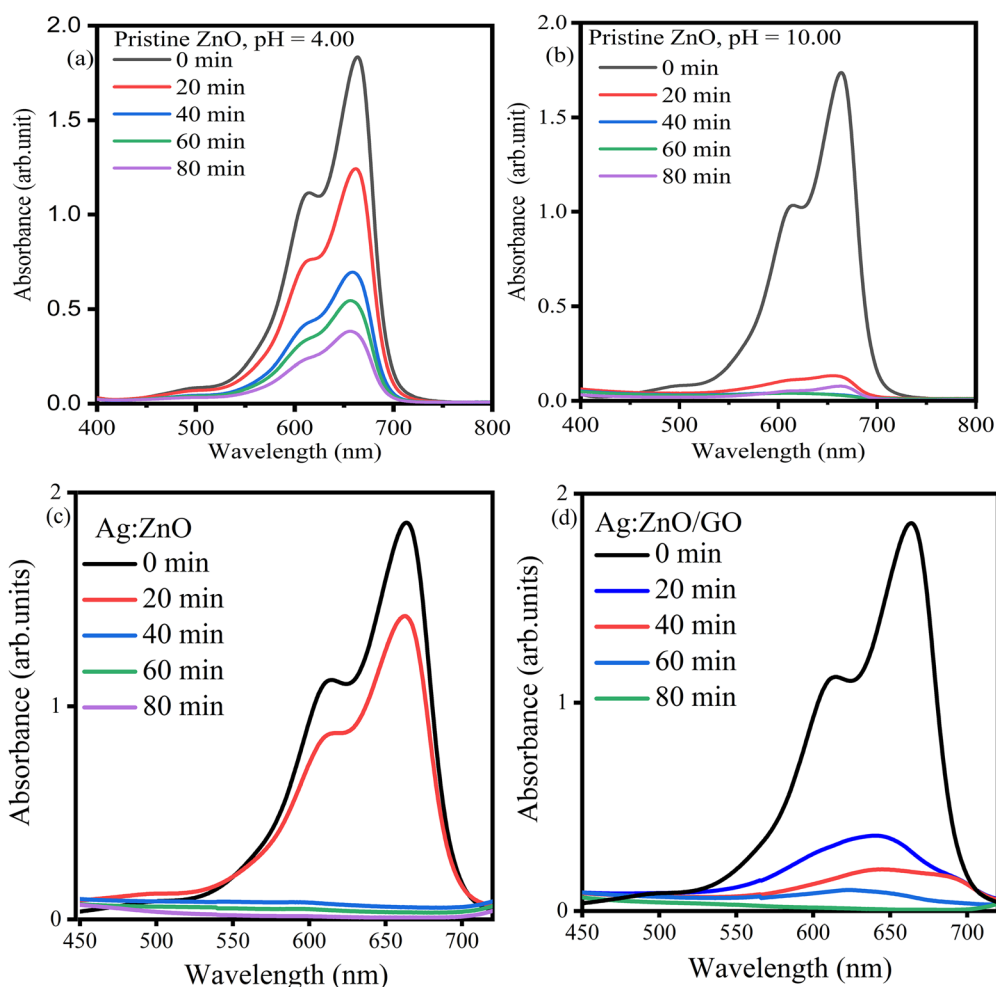 (a)
Pristine ZnO, pH = 4.00
0 min
20 min
40 min
60 min
80 min
2.0
1.5
1.0
0.5
0.0
Absorbance (arb.unit)
400
500
600
700
800
Wavelength (nm)
(b)
Pristine ZnO, pH = 10.00
0 min
20 min
40 min
60 min
80 min
2.0
1.5
1.0
0.5
0.0
Absorbance (arb.unit)
400
500
600
700
800
Wavelength (nm)
(c)
Ag:ZnO
0 min
20 min
40 min
60 min
80 min
2
1
0
Absorbance (arb.units)
450
500
550
600
650
700
Wavelength (nm)
(d)
Ag:ZnO/GO
0 min
20 min
40 min
60 min
80 min
2
1
0
Absorbance (arb.units)
450
500
550
600
650
700
Wavelength (nm)